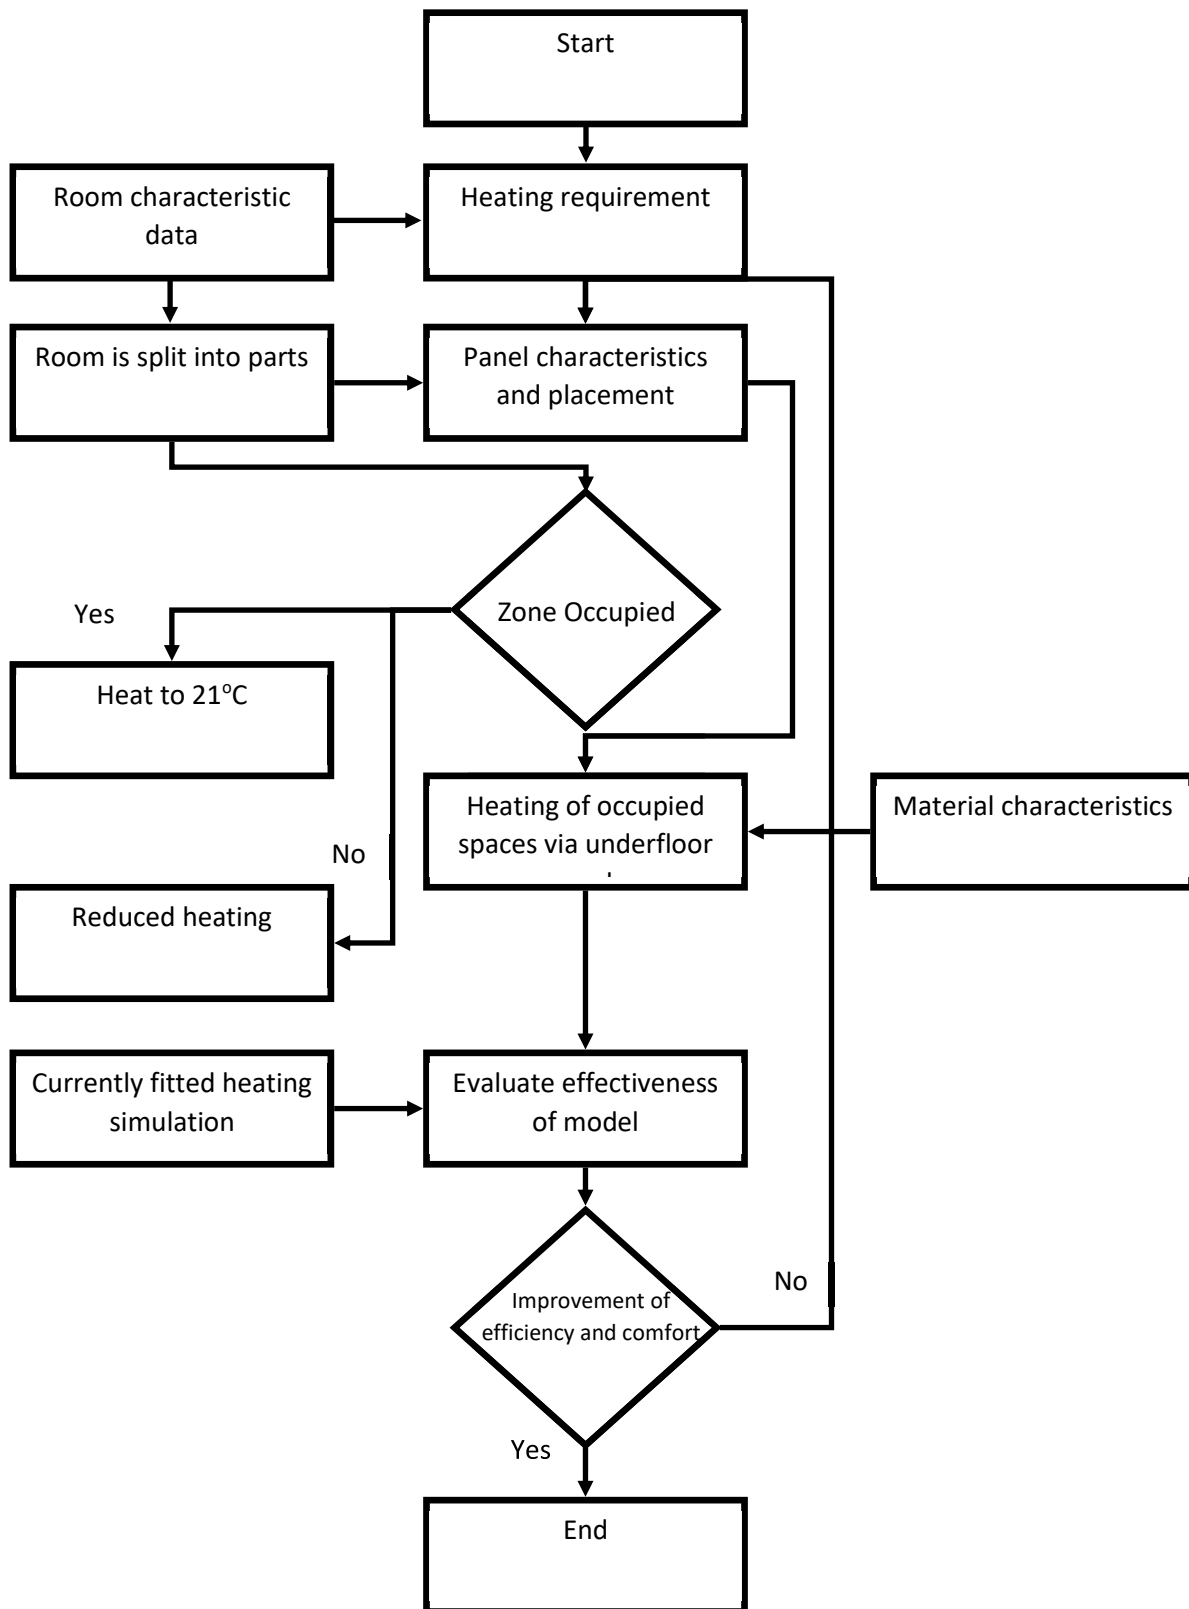 Start
Room characteristic
data
Heating requirement
Room is split into parts
Panel characteristics
and placement
Zone Occupied
Yes
Heat to 21°C
No
Heating of occupied
spaces via underfloor
Material characteristics
Reduced heating
Currently fitted heating
simulation
Evaluate effectiveness
of model
Improvement of
efficiency and comfort
No
Yes
End